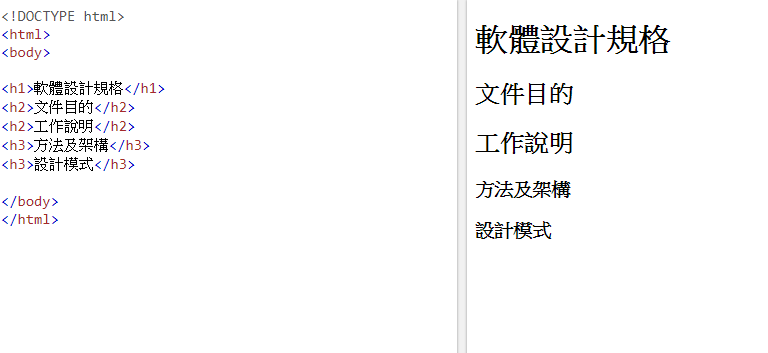 <!DOCTYPE html>
<html>
<body>
<h1>軟體設計規格</h1>
<h2>文件目的</h2>
<h2>工作說明</h2>
<h3>方法及架構</h3>
<h3>設計模式</h3>
</body>
</html>
軟體設計規格
文件目的
工作說明
方法及架構
設計模式